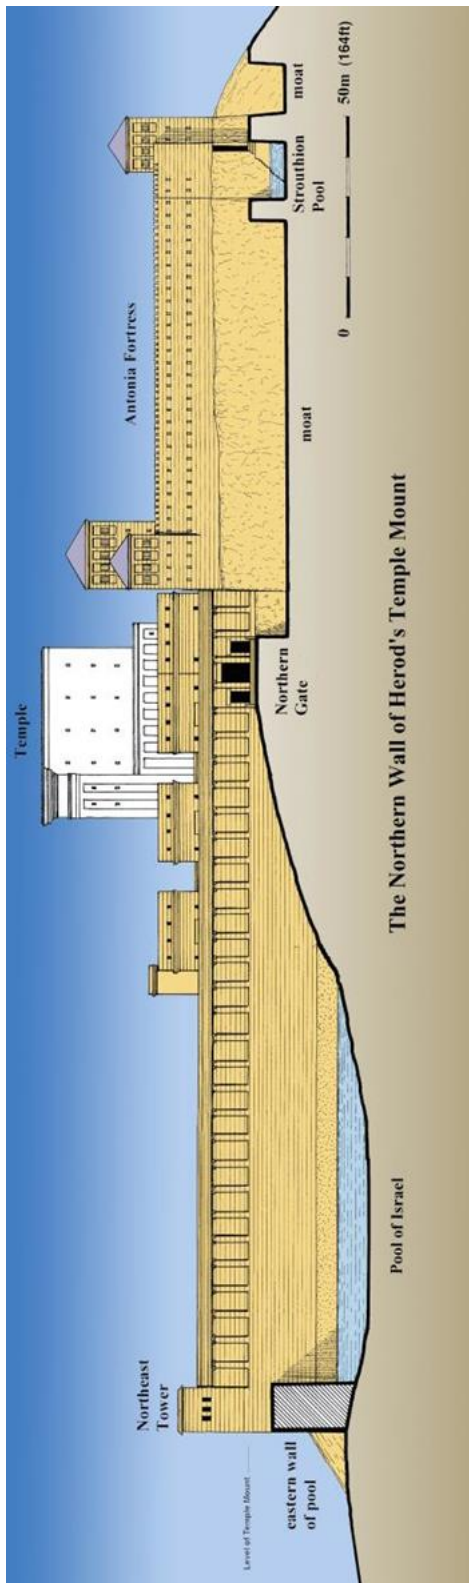 Temple
Antonia Fortress
Northeast
Tower
Level of Temple Mount
eastern wall
of pool
Pool of Israel
Northern
Gate
moat
Strouthion
Pool
moat
0 50m (164ft)
The Northern Wall of Herod's Temple Mount